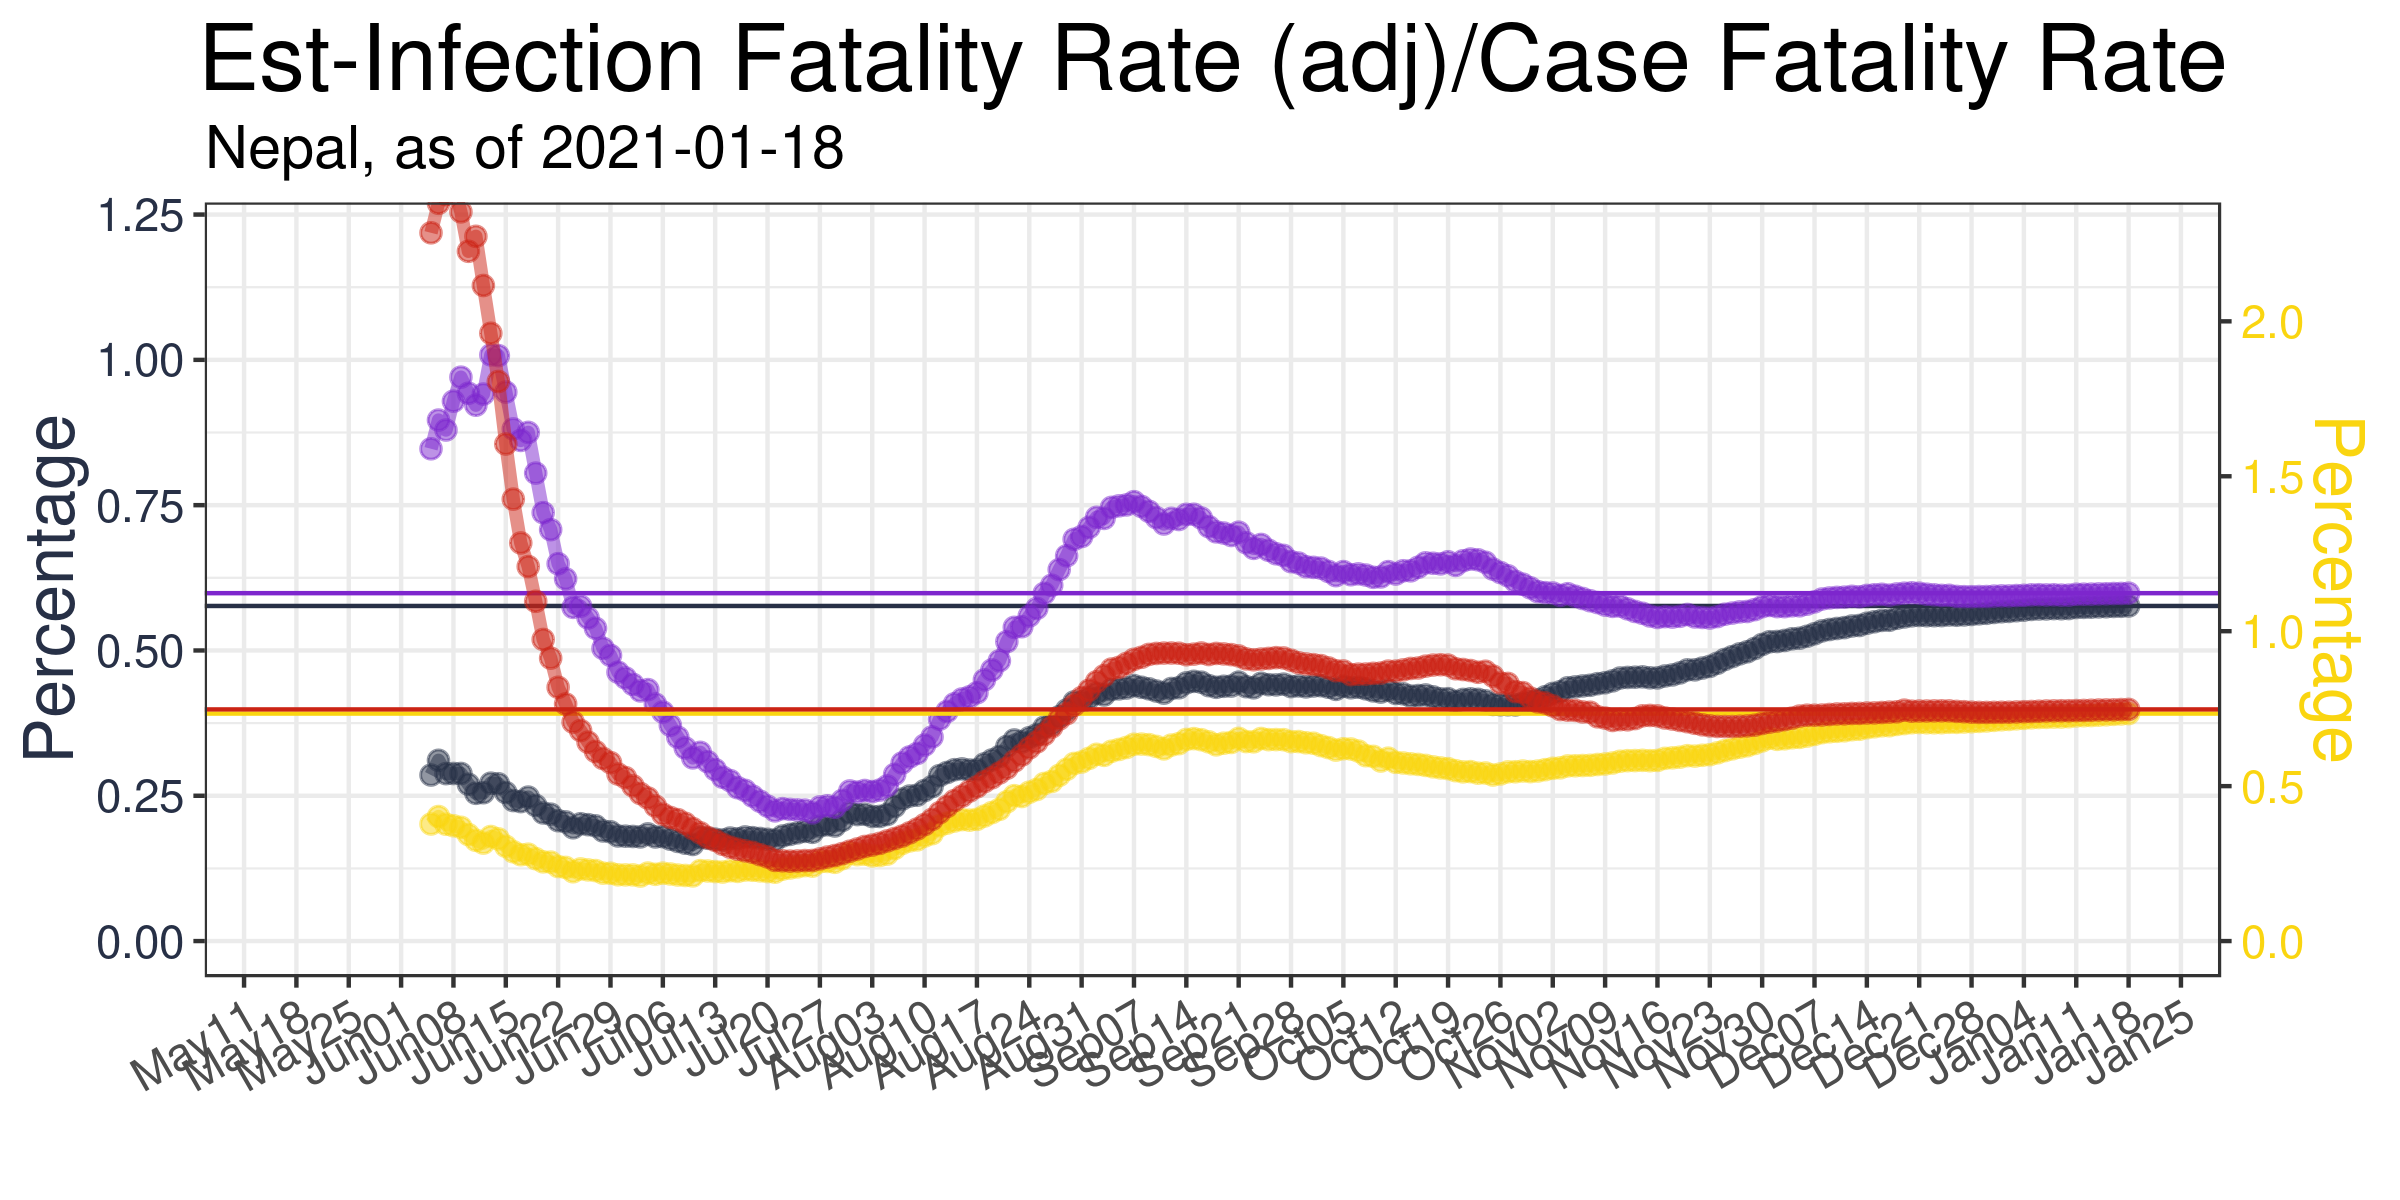 Est-Infection Fatality Rate (adj)/Case Fatality Rate
Nepal, as of 2021-01-18
Percentage
1.25
1.00
0.75
0.50
0.25
0.00
2.0
1.5
1.0
0.5
0.0
Percentage
May11
May18
May25
Jun01
Jun08
Jun15
Jun22
Jun29
Jul06
Jul13
Jul20
Jul27
Aug03
Aug10
Aug17
Aug24
Aug31
Sep07
Sep14
Sep21
Sep28
Oct05
Oct12
Oct19
Oct26
Nov02
Nov09
Nov16
Nov23
Nov30
Dec07
Dec14
Dec21
Dec28
Jan04
Jan11
Jan18
Jan25